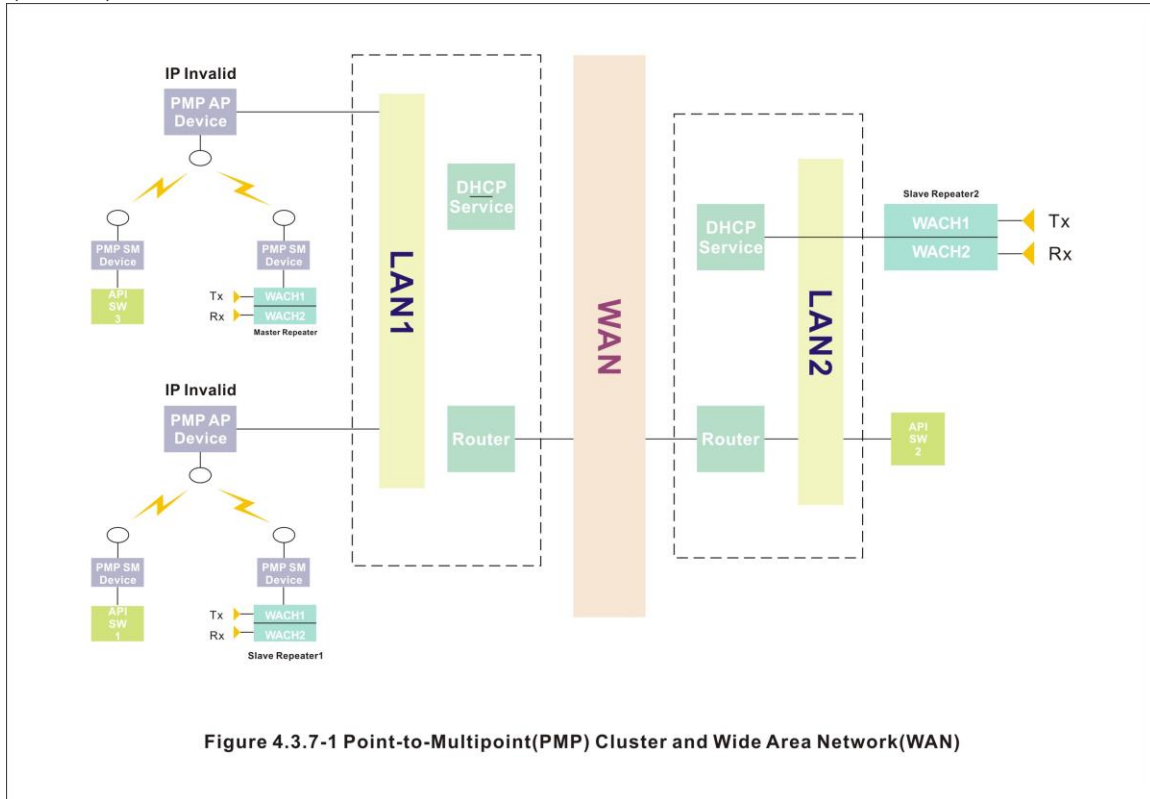 IP Invalid
PMP AP
Device
PMP SM
Device
PMP SM
Device
API
SW
3
Tx
Rx
WACH1
WACH2
Master Repeater
IP Invalid
PMP AP
Device
PMP SM
Device
PMP SM
Device
API
SW
1
Tx
Rx
WACH1
WACH2
Slave Repeater1
LAN1
DHCP
Service
Router
WAN
DHCP
Service
Router
LAN2
Slave Repeater2
WACH1
WACH2
Tx
Rx
API
SW
2
Figure 4.3.7-1 Point-to-Multipoint(PMP) Cluster and Wide Area Network(WAN)